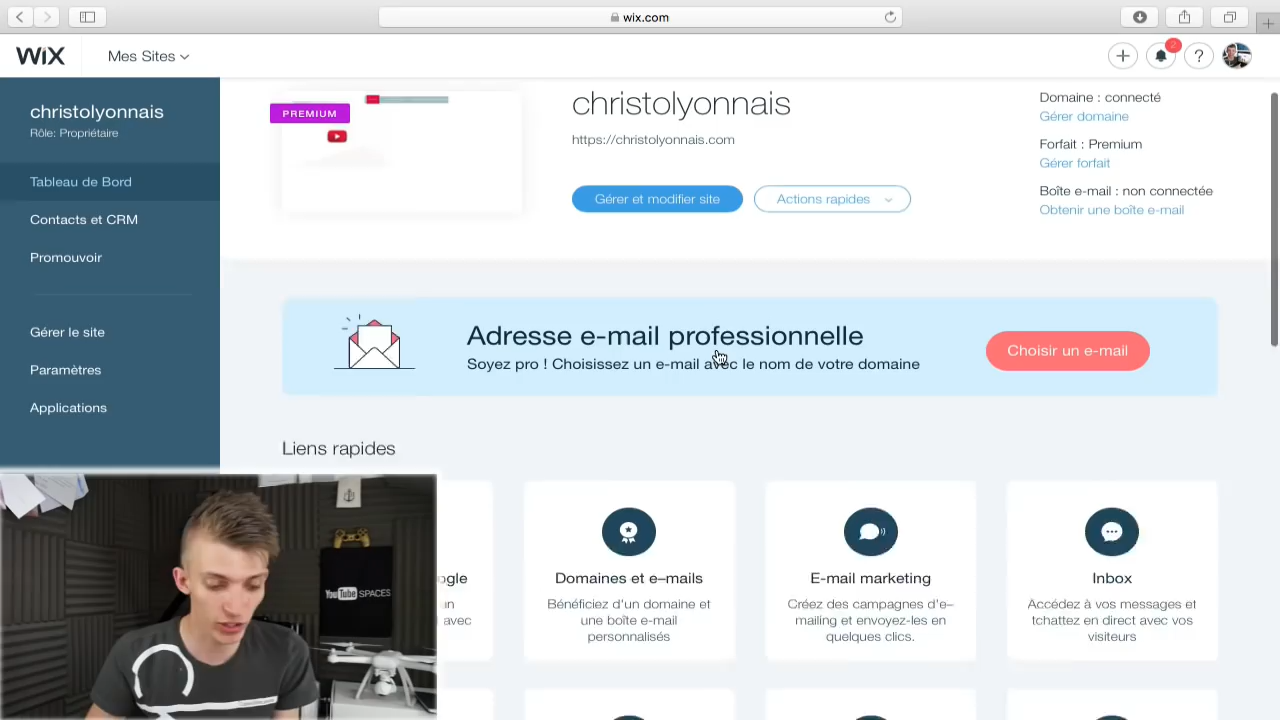 wix.com
WiX
Mes Sites
2
?
christolyonnais
Rôle: Propriétaire
Tableau de Bord
Contacts et CRM
Promouvoir
Gérer le site
Paramètres
Applications
PREMIUM
christolyonnais
https://christolyonnais.com
Gérer et modifier site
Actions rapides
Domaine : connecté
Gérer domaine
Forfait : Premium
Gérer forfait
Boîte e-mail : non connectée
Obtenir une boîte e-mail
Adresse e-mail professionnelle
Soyez pro ! Choisissez un e-mail avec le nom de votre domaine
Choisir un e-mail
Liens rapides
Domaines et e-mails
Bénéficiez d'un domaine et
une boîte e-mail
personnalisés
E-mail marketing
Créez des campagnes d'e-
mailing et envoyez-les en
quelques clics.
Inbox
Accédez à vos messages et
tchattez en direct avec vos
visiteurs
YouTube SPACES